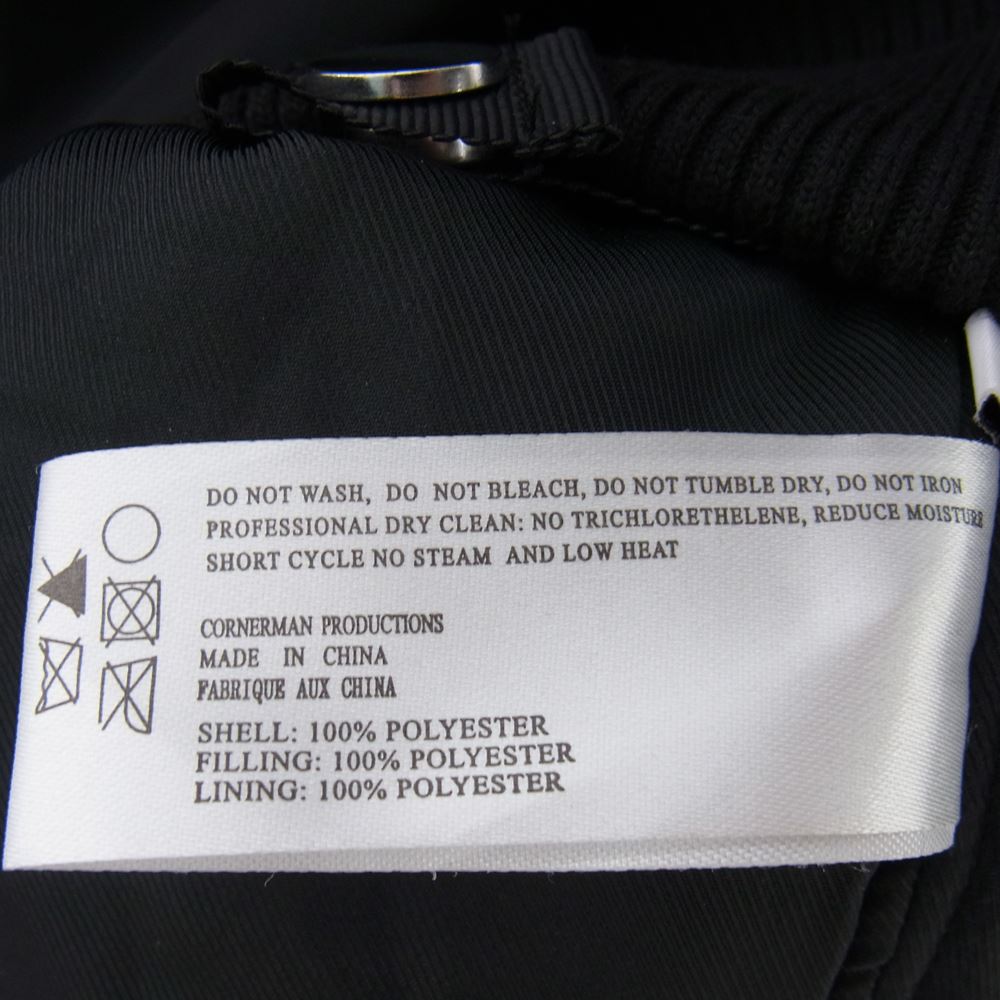 DO NOT WASH, DO NOT BLEACH, DO NOT TUMBLE DRY, DO NOT IRON
PROFESSIONAL DRY CLEAN: NO TRICHLORETHELENE, REDUCE MOISTURE
SHORT CYCLE NO STEAM AND LOW HEAT
CORNERMAN PRODUCTIONS
MADE IN CHINA
FABRIQUE AUX CHINA
SHELL: 100% POLYESTER
FILLING: 100% POLYESTER
LINING: 100% POLYESTER